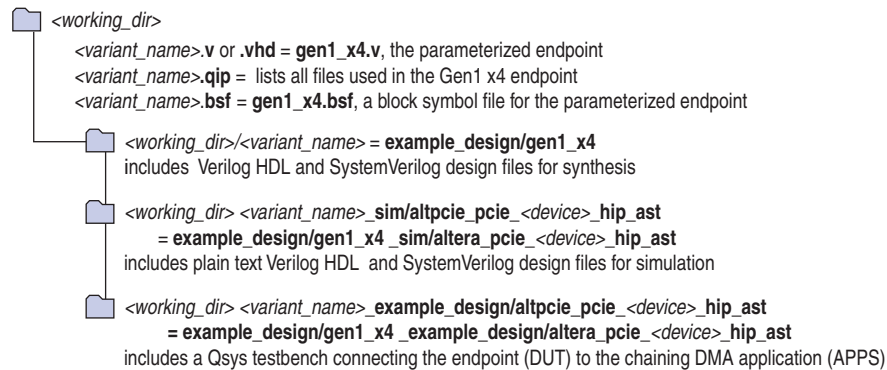 <working_dir>
<variant_name>.v or .vhd = gen1_x4.v, the parameterized endpoint
<variant_name>.qip = lists all files used in the Gen1 x4 endpoint
<variant_name>.bsf = gen1_x4.bsf, a block symbol file for the parameterized endpoint
<working_dir>/<variant_name> = example_design/gen1_x4
includes Verilog HDL and SystemVerilog design files for synthesis
<working_dir> <variant_name>_sim/altpcie_pcie_<device>_hip_ast
= example_design/gen1_x4 _sim/altera_pcie_<device>_hip_ast
includes plain text Verilog HDL and SystemVerilog design files for simulation
<working_dir> <variant_name>_example_design/altpcie_pcie_<device>_hip_ast
= example_design/gen1_x4 _example_design/altera_pcie_<device>_hip_ast
includes a Qsys testbench connecting the endpoint (DUT) to the chaining DMA application (APPS)